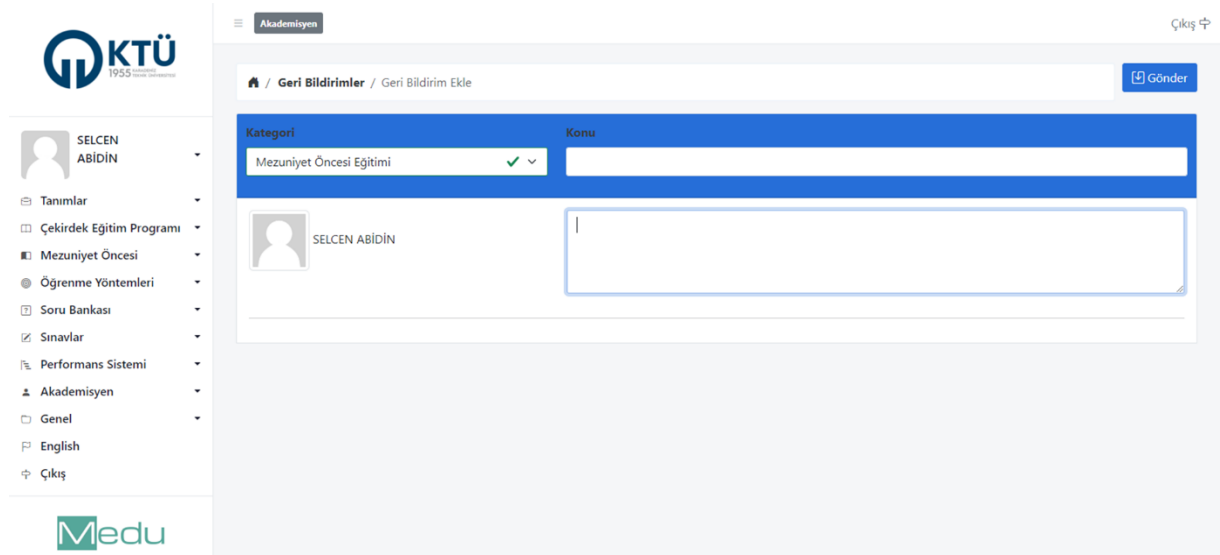 KTÜ
1955
SELCEN
ABİDİN
Tanımlar
Çekirdek Eğitim Programı
Mezuniyet Öncesi
Öğrenme Yöntemleri
Soru Bankası
Sınavlar
Performans Sistemi
Akademisyen
Genel
English
Çıkış
Medu
Akademisyen
Çıkış
/ Geri Bildirimler / Geri Bildirim Ekle
Gönder
Kategori
Konu
Mezuniyet Öncesi Eğitimi
SELCEN ABİDİN